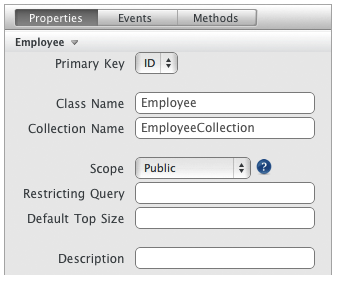 Properties Events Methods
Employee
Primary Key ID
Class Name Employee
Collection Name EmployeeCollection
Scope Public ?
Restricting Query
Default Top Size
Description